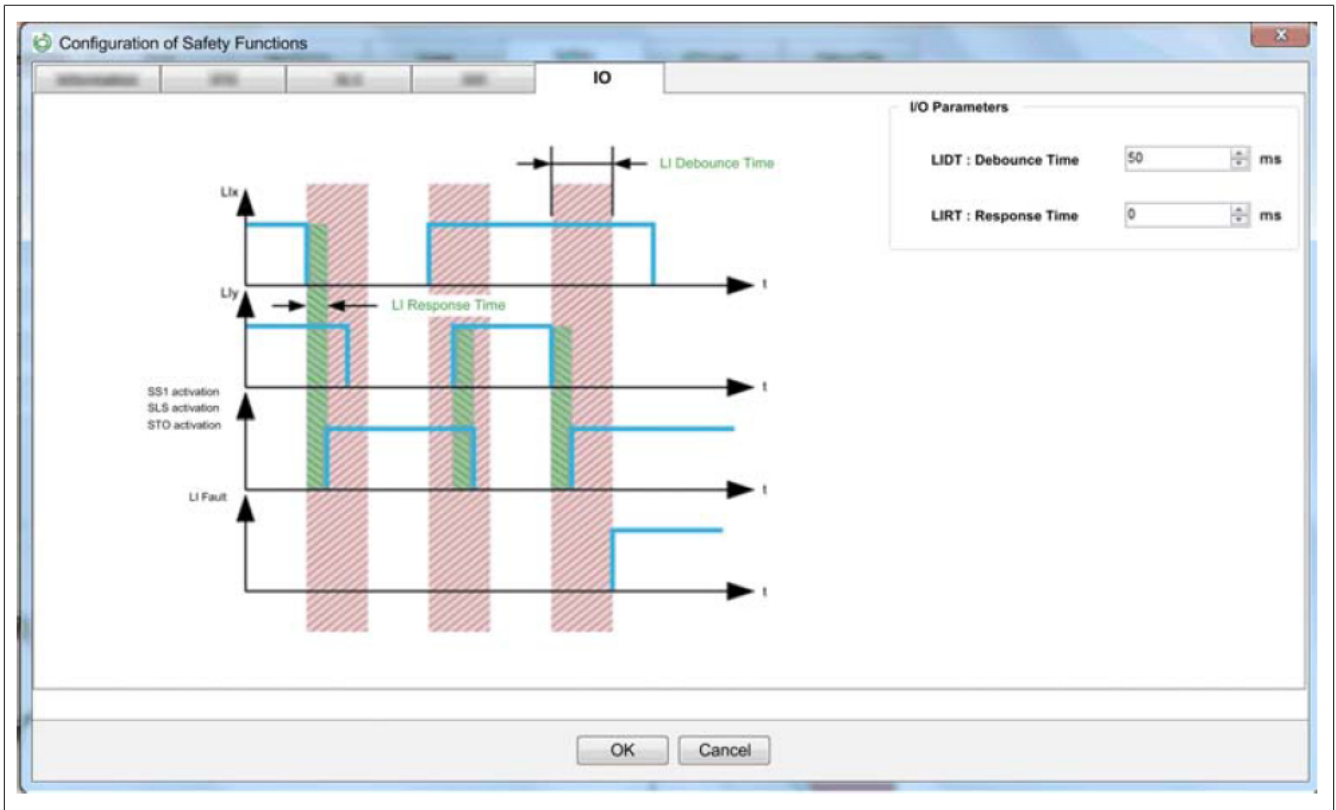 Configuration of Safety Functions
X
IO
I/O Parameters
LIDT : Debounce Time 50 ms
LIRT : Response Time 0 ms
LI Debounce Time
LIx
t
LIy
LI Response Time
t
SS1 activation
SLS activation
STO activation
t
LI Fault
t
OK Cancel